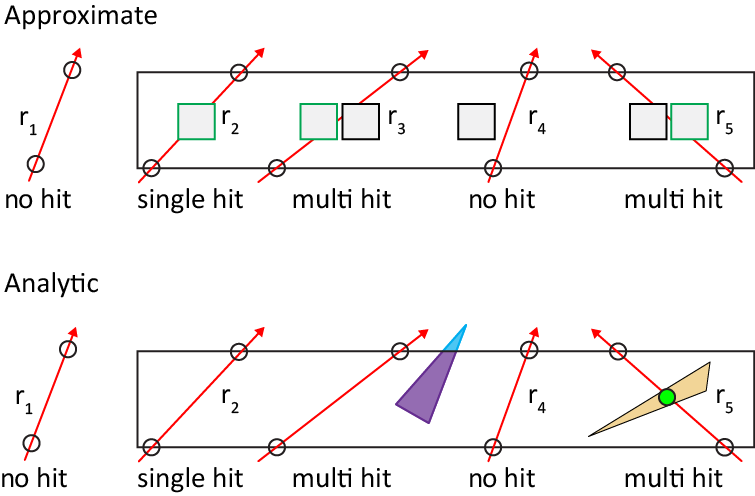 Approximate
r1 r2 r3 r4 r5
no hit single hit multi hit no hit multi hit
Analytic
r1 r2 r4 r5
no hit single hit multi hit no hit multi hit